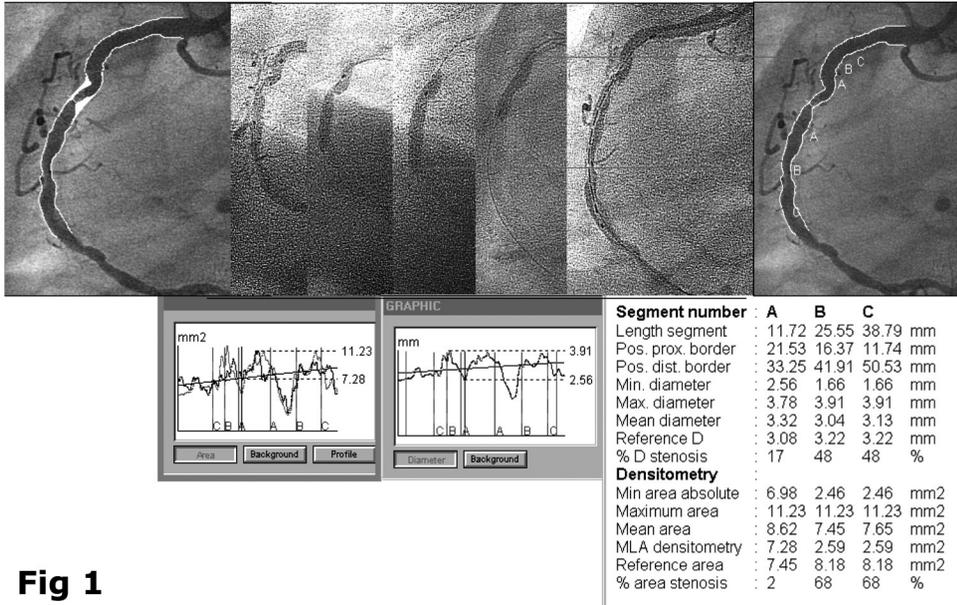 B C
A
A
B
C
GRAPHIC
mm2
11.23
7.28
C B A A B C
Area Background Profile
mm
3.91
2.56
C B A A B C
Diameter Background
Segment number : A B C
Length segment : 11.72 25.55 38.79 mm
Pos. prox. border : 21.53 16.37 11.74 mm
Pos. dist. border : 33.25 41.91 50.53 mm
Min. diameter : 2.56 1.66 1.66 mm
Max. diameter : 3.78 3.91 3.91 mm
Mean diameter : 3.32 3.04 3.13 mm
Reference D : 3.08 3.22 3.22 mm
% D stenosis : 17 48 48 %
Densitometry :
Min area absolute : 6.98 2.46 2.46 mm2
Maximum area : 11.23 11.23 11.23 mm2
Mean area : 8.62 7.45 7.65 mm2
MLA densitometry : 7.28 2.59 2.59 mm2
Reference area : 7.45 8.18 8.18 mm2
% area stenosis : 2 68 68 %
Fig 1